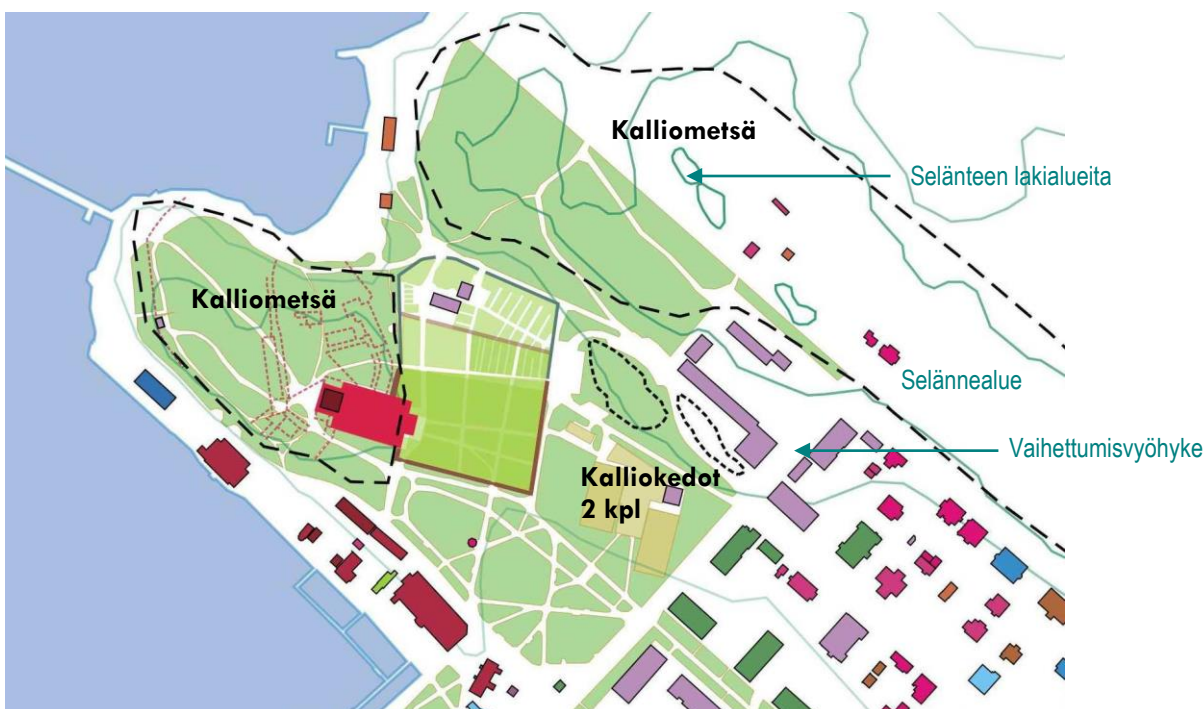 Kalliometsä
Selänteen lakialueita
Kalliometsä
Selännealue
Vaihettumisvyöhyke
Kalliokedot
2 kpl